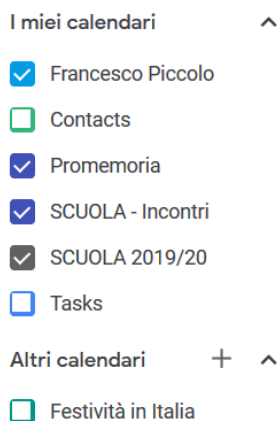 I miei calendari
Francesco Piccolo
Contacts
Promemoria
SCUOLA - Incontri
SCUOLA 2019/20
Tasks
Altri calendari
Festività in Italia